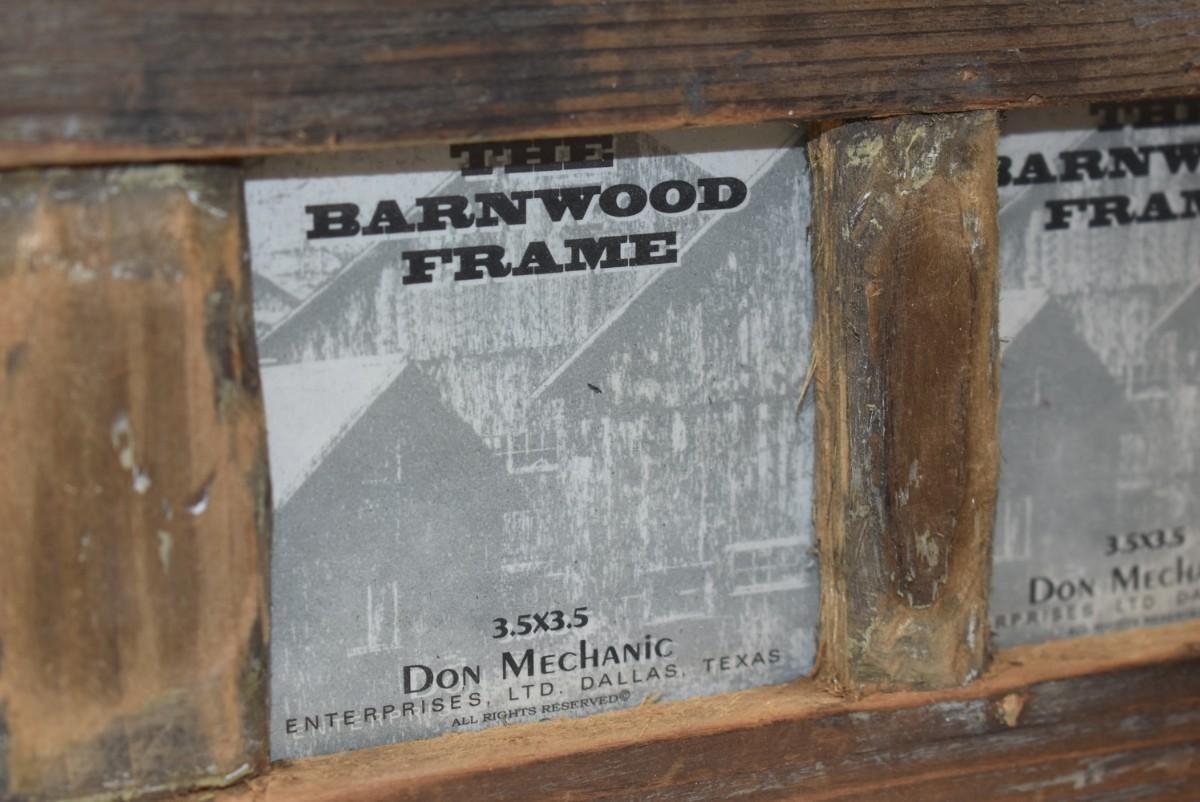 THE
BARNWOOD
FRAME
3.5X3.5
DON MECHANIC
ENTERPRISES, LTD. DALLAS, TEXAS
ALL RIGHTS RESERVED©
THE
BARNW
FRAM
3.5X3.5
DON MECHA
RPRISES LTD DA